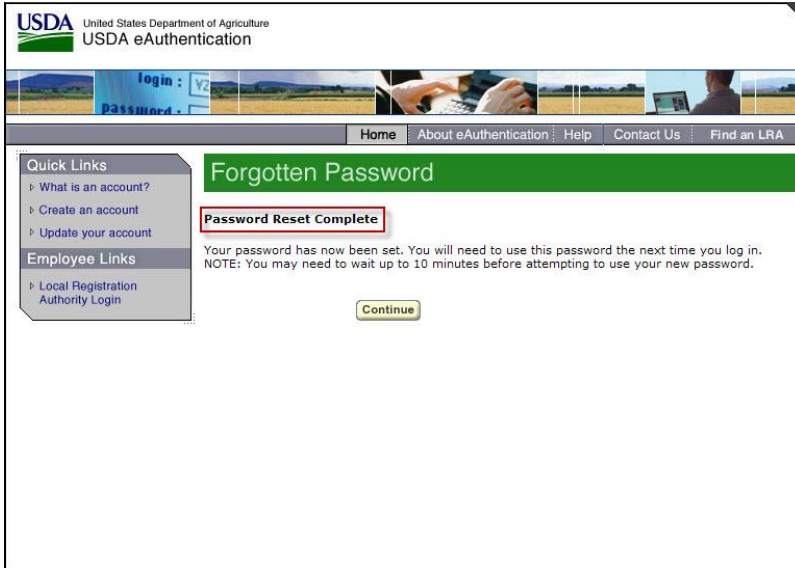 USDA
United States Department of Agriculture
USDA eAuthentication
login :
password :
Home
About eAuthentication
Help
Contact Us
Find an LRA
Quick Links
What is an account?
Create an account
Update your account
Employee Links
Local Registration
Authority Login
Forgotten Password
Password Reset Complete
Your password has now been set. You will need to use this password the next time you log in.
NOTE: You may need to wait up to 10 minutes before attempting to use your new password.
Continue